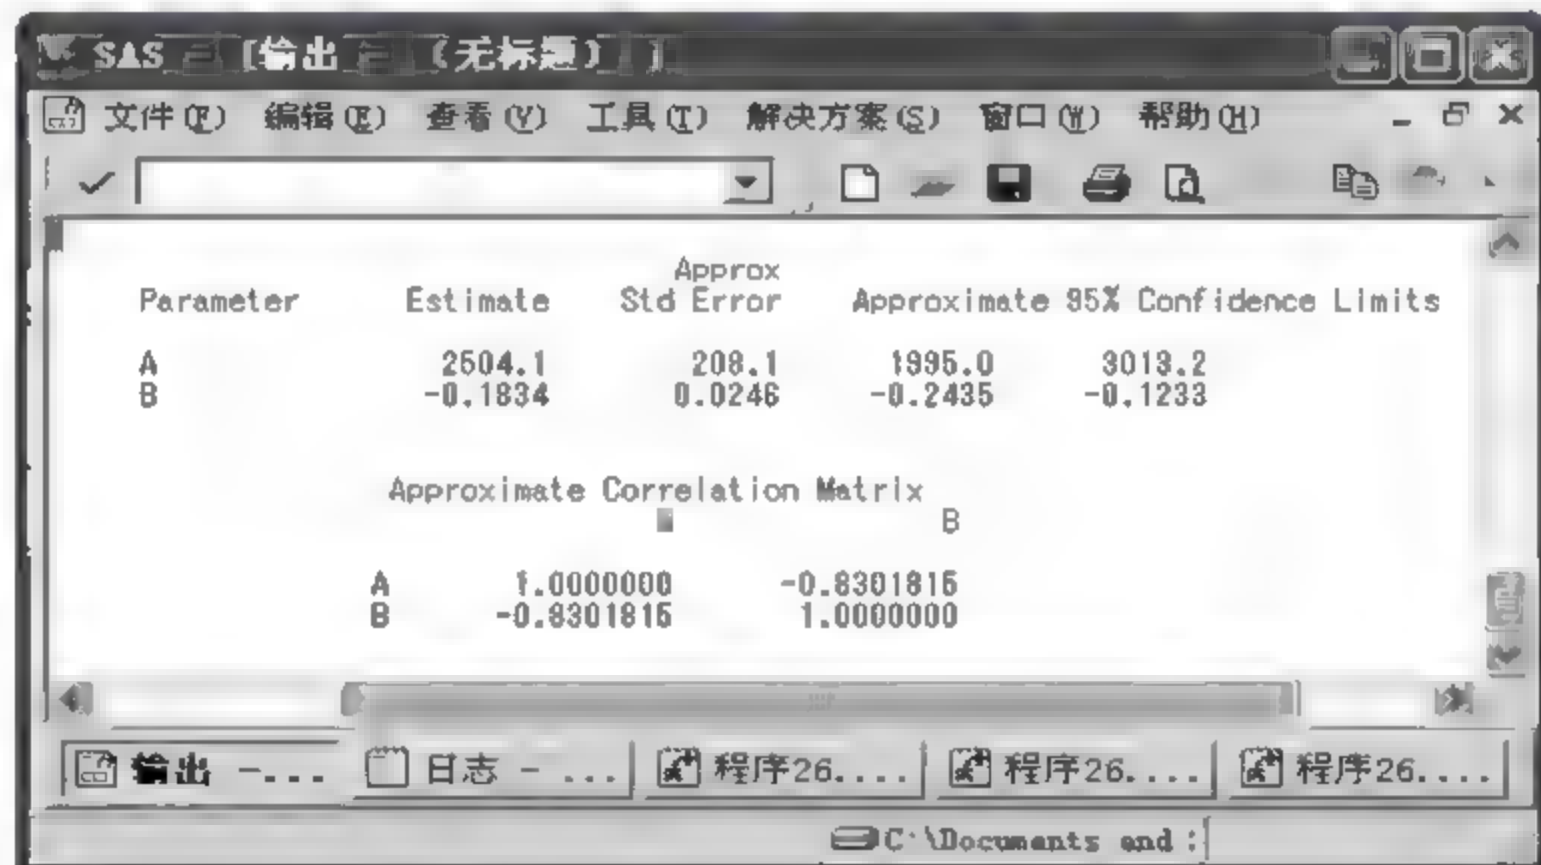 SAS - [输出 - (无标题)]
文件(F) 编辑(E) 查看(V) 工具(T) 解决方案(S) 窗口(W) 帮助(H)
Approx
Parameter Estimate Std Error Approximate 95% Confidence Limits
A 2504.1 208.1 1995.0 3013.2
B -0.1834 0.0246 -0.2435 -0.1233
Approximate Correlation Matrix
B
A 1.0000000 -0.8301815
B -0.8301815 1.0000000
输出 -... 日志 - ... 程序26.... 程序26.... 程序26....
C:\Documents and :